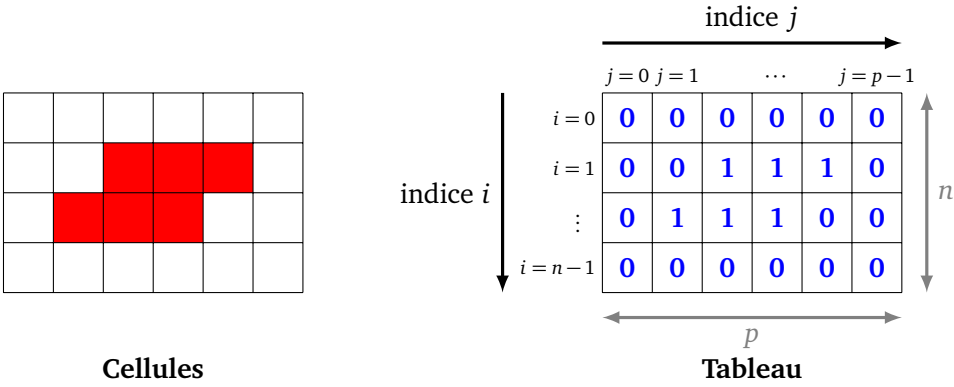 indice j
j = 0 j = 1 ⋯ j = p − 1
i = 0 0 0 0 0 0 0
i = 1 0 0 1 1 1 0
indice i
n
⋮ 0 1 1 1 0 0
i = n − 1 0 0 0 0 0 0
p
Cellules
Tableau